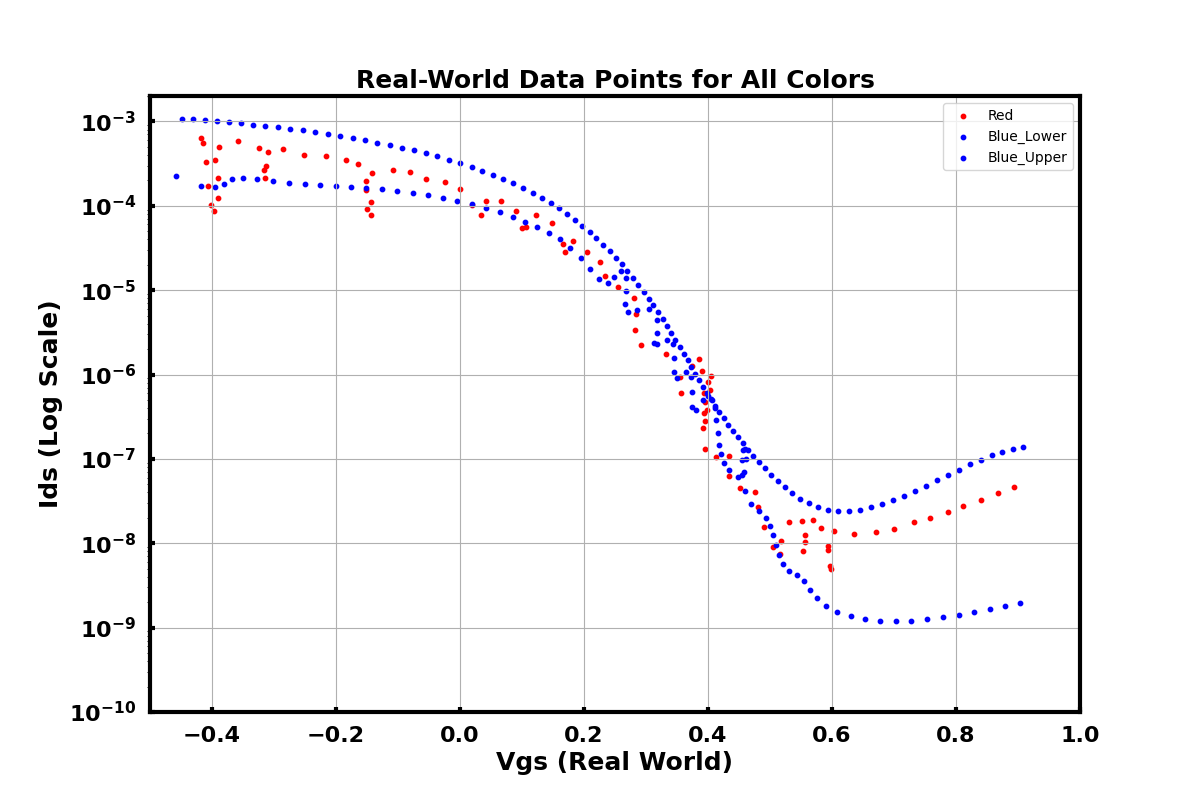 Real-World Data Points for All Colors
Red
Blue_Lower
Blue_Upper
Ids (Log Scale)
10⁻³
10⁻⁴
10⁻⁵
10⁻⁶
10⁻⁷
10⁻⁸
10⁻⁹
10⁻¹⁰
−0.4 −0.2 0.0 0.2 0.4 0.6 0.8 1.0
Vgs (Real World)